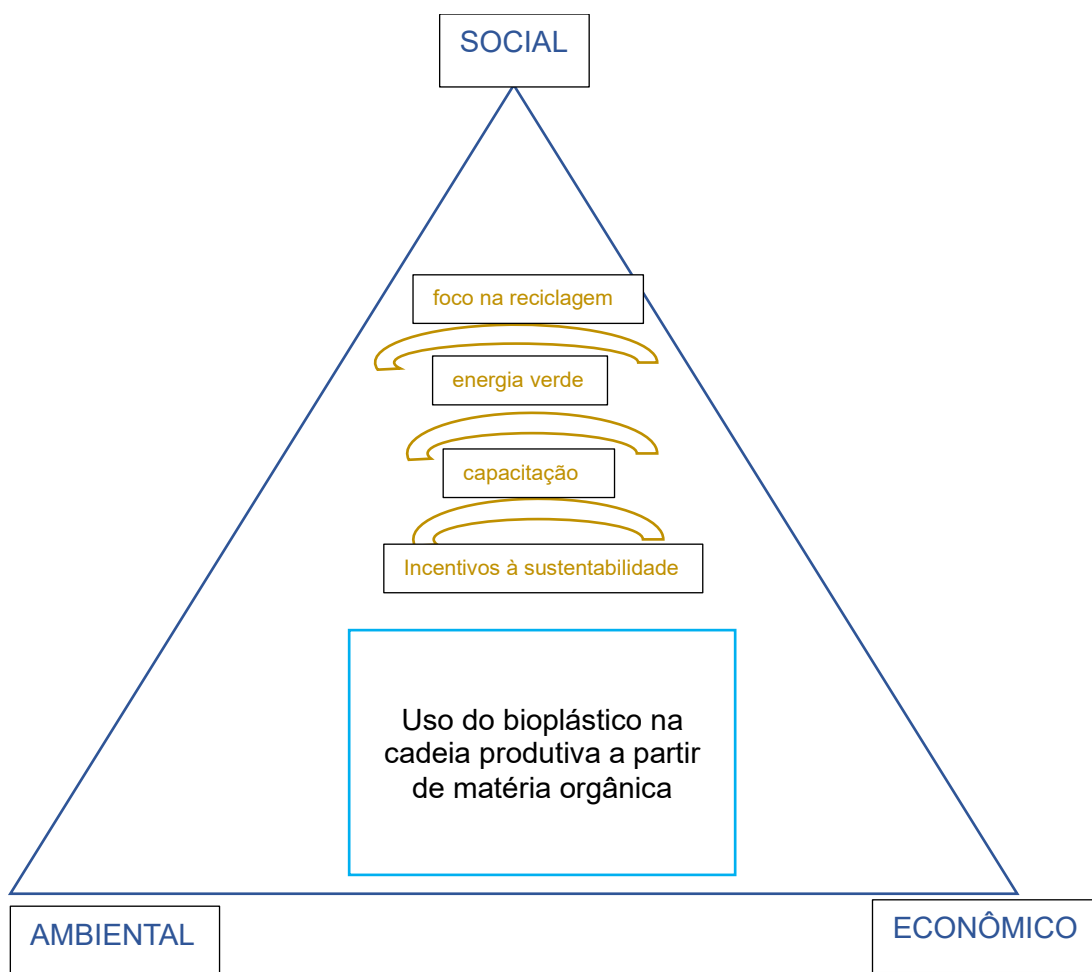 SOCIAL
foco na reciclagem
energia verde
capacitação
Incentivos à sustentabilidade
Uso do bioplástico na
cadeia produtiva a partir
de matéria orgânica
AMBIENTAL
ECONÔMICO